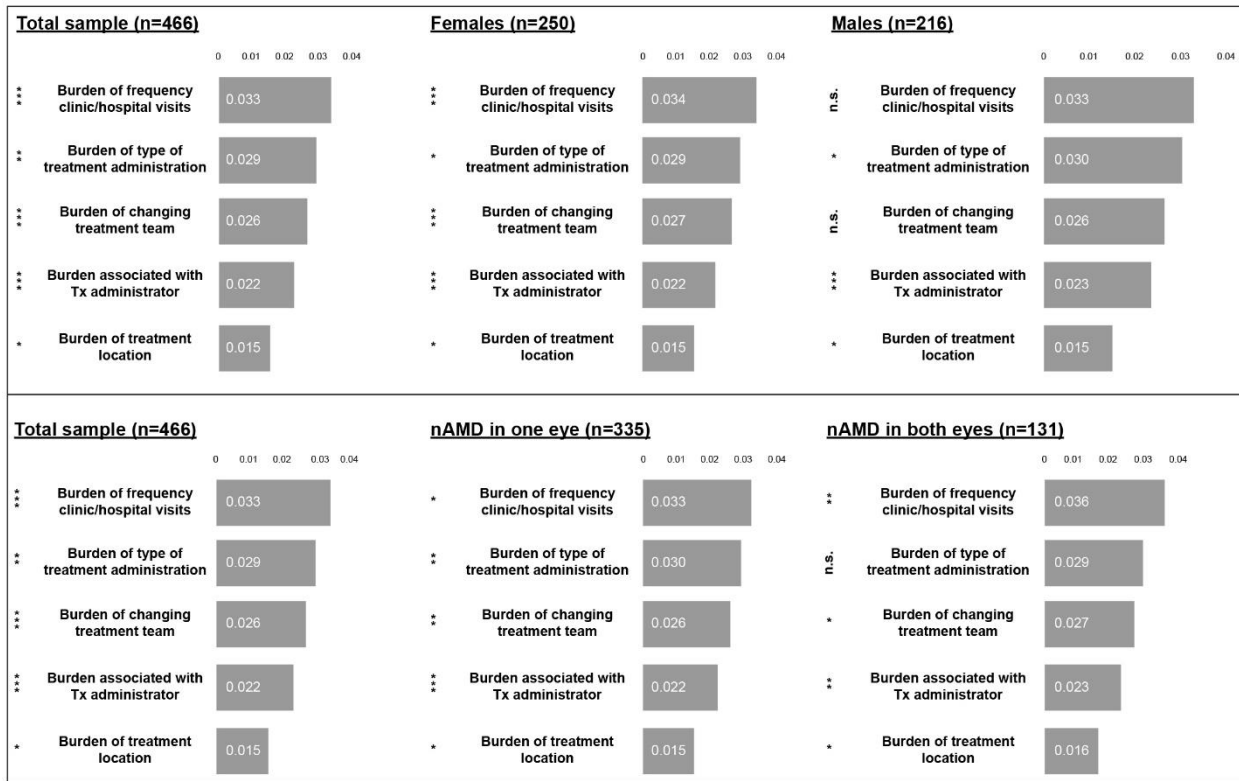 Total sample (n=466)
0 0.01 0.02 0.03 0.04
*** Burden of frequency
clinic/hospital visits
0.033
** Burden of type of
treatment administration
0.029
*** Burden of changing
treatment team
0.026
*** Burden associated with
Tx administrator
0.022
* Burden of treatment
location
0.015
Females (n=250)
0 0.01 0.02 0.03 0.04
*** Burden of frequency
clinic/hospital visits
0.034
* Burden of type of
treatment administration
0.029
*** Burden of changing
treatment team
0.027
*** Burden associated with
Tx administrator
0.022
* Burden of treatment
location
0.015
Males (n=216)
0 0.01 0.02 0.03 0.04
n.s. Burden of frequency
clinic/hospital visits
0.033
* Burden of type of
treatment administration
0.030
n.s. Burden of changing
treatment team
0.026
*** Burden associated with
Tx administrator
0.023
* Burden of treatment
location
0.015
Total sample (n=466)
0 0.01 0.02 0.03 0.04
*** Burden of frequency
clinic/hospital visits
0.033
** Burden of type of
treatment administration
0.029
*** Burden of changing
treatment team
0.026
*** Burden associated with
Tx administrator
0.022
* Burden of treatment
location
0.015
nAMD in one eye (n=335)
0 0.01 0.02 0.03 0.04
* Burden of frequency
clinic/hospital visits
0.033
** Burden of type of
treatment administration
0.030
** Burden of changing
treatment team
0.026
*** Burden associated with
Tx administrator
0.022
* Burden of treatment
location
0.015
nAMD in both eyes (n=131)
0 0.01 0.02 0.03 0.04
** Burden of frequency
clinic/hospital visits
0.036
n.s. Burden of type of
treatment administration
0.029
* Burden of changing
treatment team
0.027
** Burden associated with
Tx administrator
0.023
* Burden of treatment
location
0.016